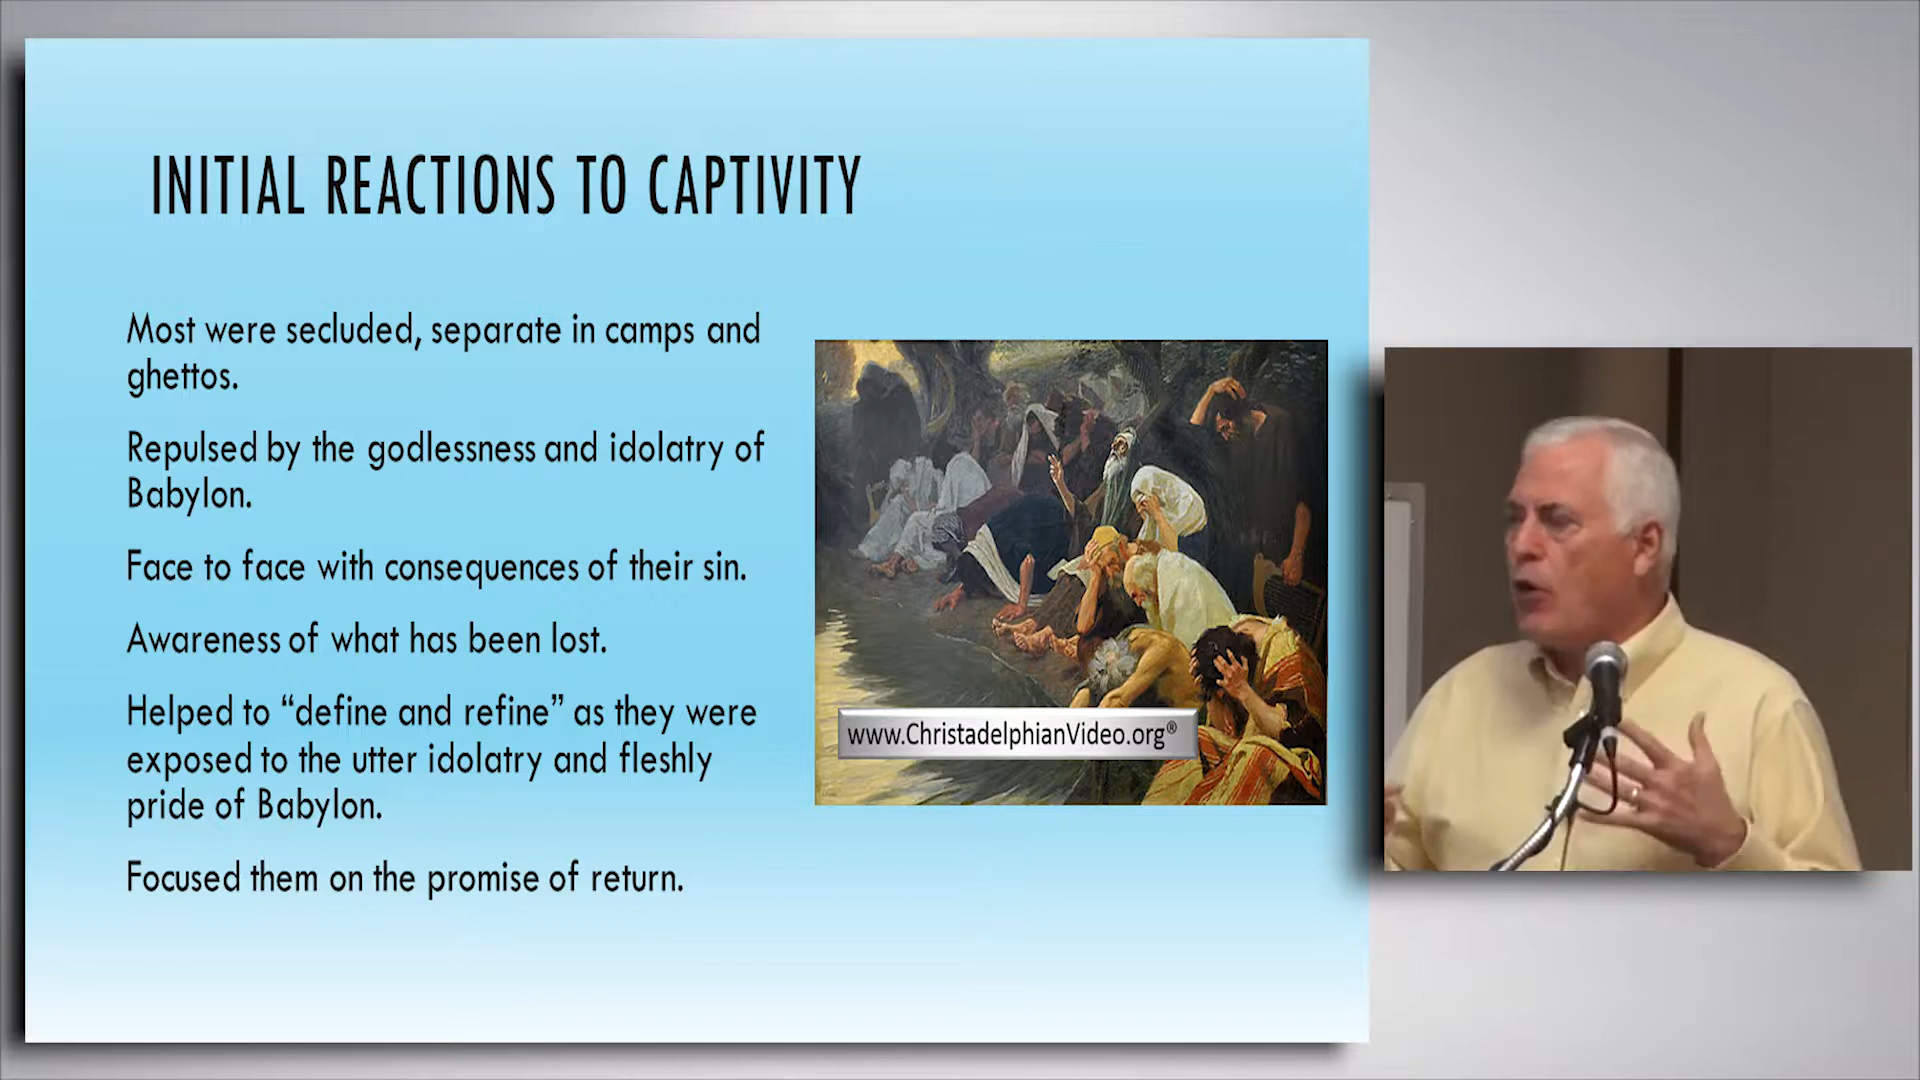 INITIAL REACTIONS TO CAPTIVITY
Most were secluded, separate in camps and
ghettos.
Repulsed by the godlessness and idolatry of
Babylon.
Face to face with consequences of their sin.
Awareness of what has been lost.
Helped to “define and refine” as they were
exposed to the utter idolatry and fleshly
pride of Babylon.
Focused them on the promise of return.
www.ChristadelphianVideo.org®